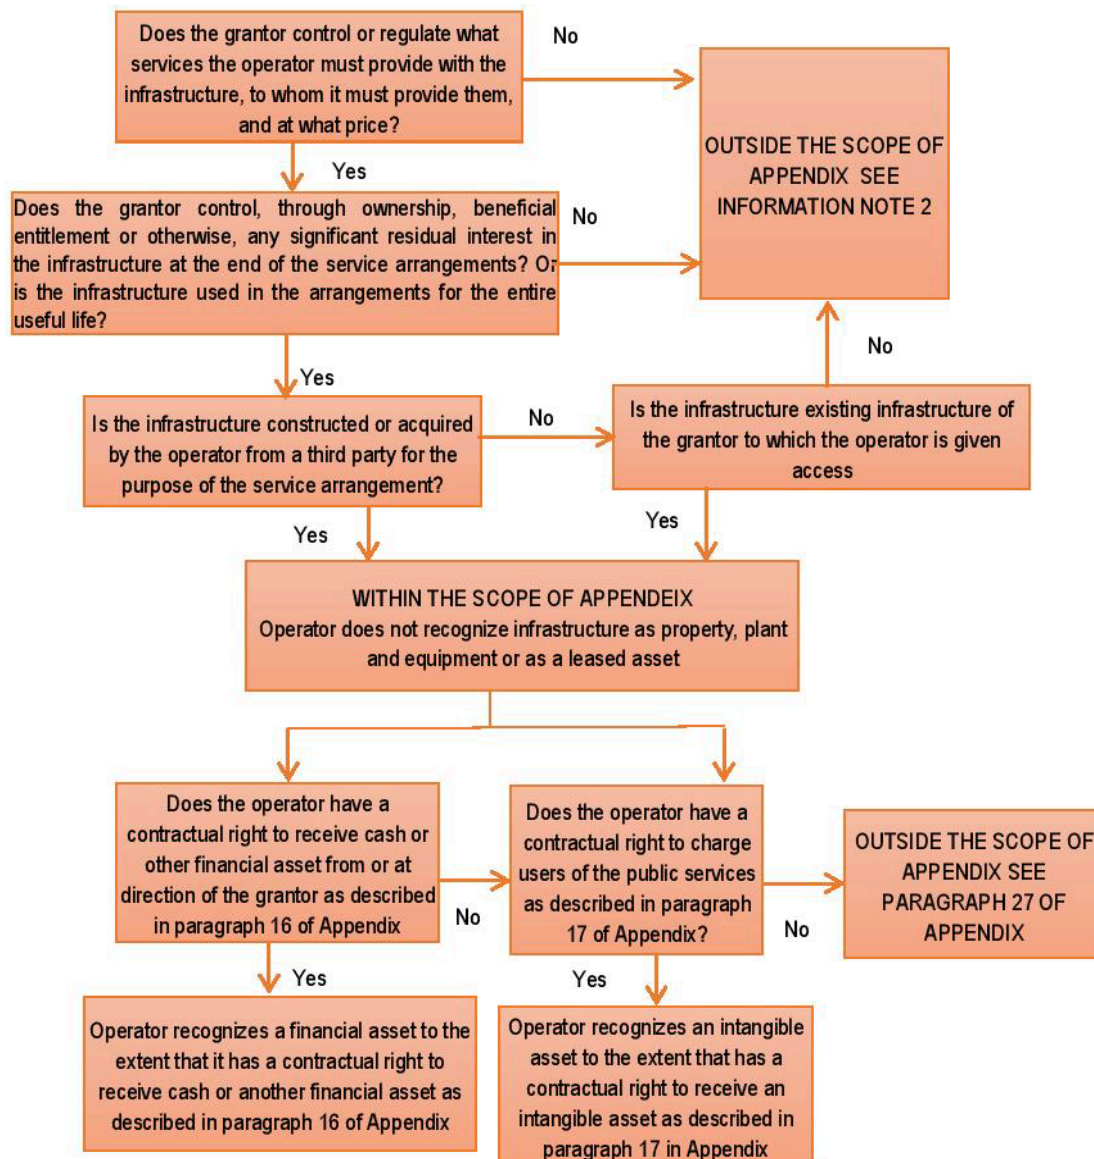 Does the grantor control or regulate what
services the operator must provide with the
infrastructure, to whom it must provide them,
and at what price?
No
OUTSIDE THE SCOPE OF
APPENDIX SEE
INFORMATION NOTE 2
Yes
Does the grantor control, through ownership, beneficial
entitlement or otherwise, any significant residual interest in
the infrastructure at the end of the service arrangements? Or
is the infrastructure used in the arrangements for the entire
useful life?
No
No
Yes
Is the infrastructure constructed or acquired
by the operator from a third party for the
purpose of the service arrangement?
No
Is the infrastructure existing infrastructure of
the grantor to which the operator is given
access
Yes
Yes
WITHIN THE SCOPE OF APPENDEIX
Operator does not recognize infrastructure as property, plant
and equipment or as a leased asset
Does the operator have a
contractual right to receive cash or
other financial asset from or at
direction of the grantor as described
in paragraph 16 of Appendix
No
Does the operator have a
contractual right to charge
users of the public services
as described in paragraph
17 of Appendix?
No
OUTSIDE THE SCOPE OF
APPENDIX SEE
PARAGRAPH 27 OF
APPENDIX
Yes
Yes
Operator recognizes a financial asset to the
extent that it has a contractual right to
receive cash or another financial asset as
described in paragraph 16 of Appendix
Operator recognizes an intangible
asset to the extent that has a
contractual right to receive an
intangible asset as described in
paragraph 17 in Appendix